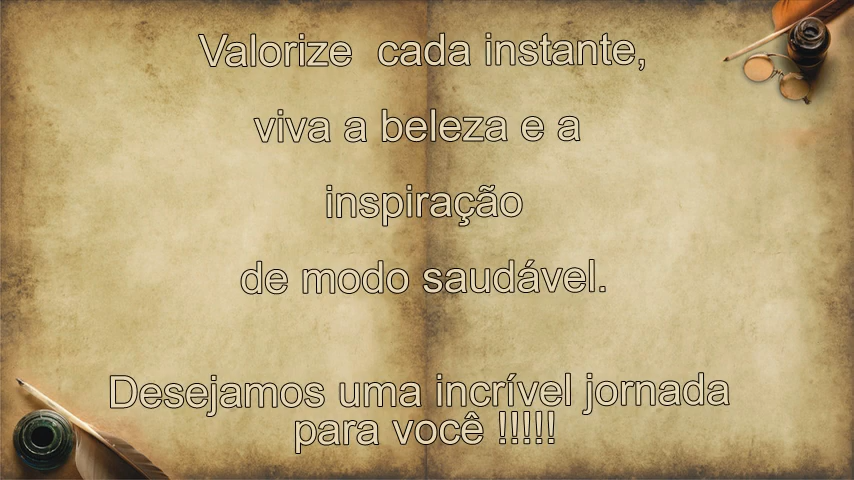 Valorize  cada instante,
viva a beleza e a
inspiração
de modo saudável.
Desejamos uma incrível jornada
para você !!!!!